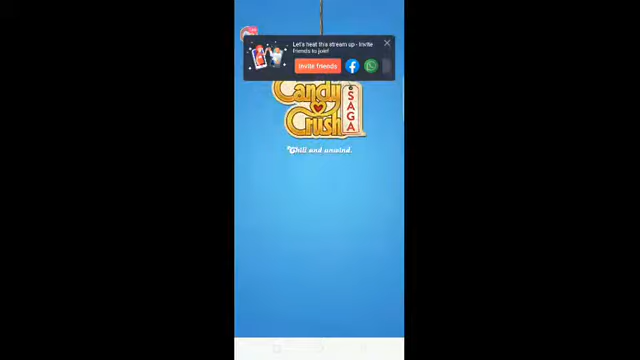 Let's heat this stream up - Invite
friends to join!
Invite friends
Candy
Crush
SAGA
"Chill and unwind.